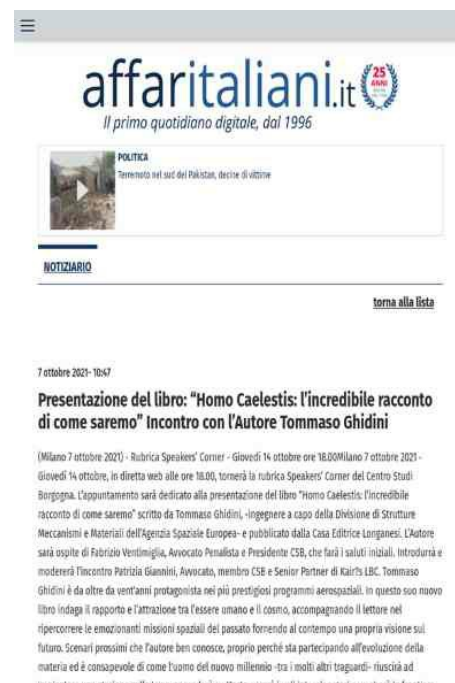 affaritaliani.it
25
ANNI
Il primo quotidiano digitale, dal 1996
POLITICA
Terremoto nel sud del Pakistan, decine di vittime
NOTIZIARIO
torna alla lista
7 ottobre 2021- 10:47
Presentazione del libro: “Homo Caelestis: l’incredibile racconto
di come saremo” Incontro con l’Autore Tommaso Ghidini
(Milano 7 ottobre 2021) - Rubrica Speakers’ Corner - Giovedì 14 ottobre ore 18.00Milano 7 ottobre 2021 -
Giovedì 14 ottobre, in diretta web alle ore 18.00, tornerà la rubrica Speakers’ Corner del Centro Studi
Borgogna. L’appuntamento sarà dedicato alla presentazione del libro “Homo Caelestis: l’incredibile
racconto di come saremo” scritto da Tommaso Ghidini, -ingegnere a capo della Divisione di Strutture
Meccanismi e Materiali dell’Agenzia Spaziale Europea- e pubblicato dalla Casa Editrice Longanesi. L’Autore
sarà ospite di Fabrizio Ventimiglia, Avvocato Penalista e Presidente CSB, che farà i saluti iniziali. Introdurrà e
modererà l’incontro Patrizia Giannini, Avvocato, membro CSB e Senior Partner di Kair?s LBC. Tommaso
Ghidini è da oltre da vent’anni protagonista nei più prestigiosi programmi aerospaziali. In questo suo nuovo
libro indaga il rapporto e l’attrazione tra l’essere umano e il cosmo, accompagnando il lettore nel
ripercorrere le emozionanti missioni spaziali del passato fornendo al contempo una propria visione sul
futuro. Scenari prossimi che l’autore ben conosce, proprio perché sta partecipando all’evoluzione della
materia ed è consapevole di come l’uomo del nuovo millennio -tra i molti altri traguardi- riuscirà ad